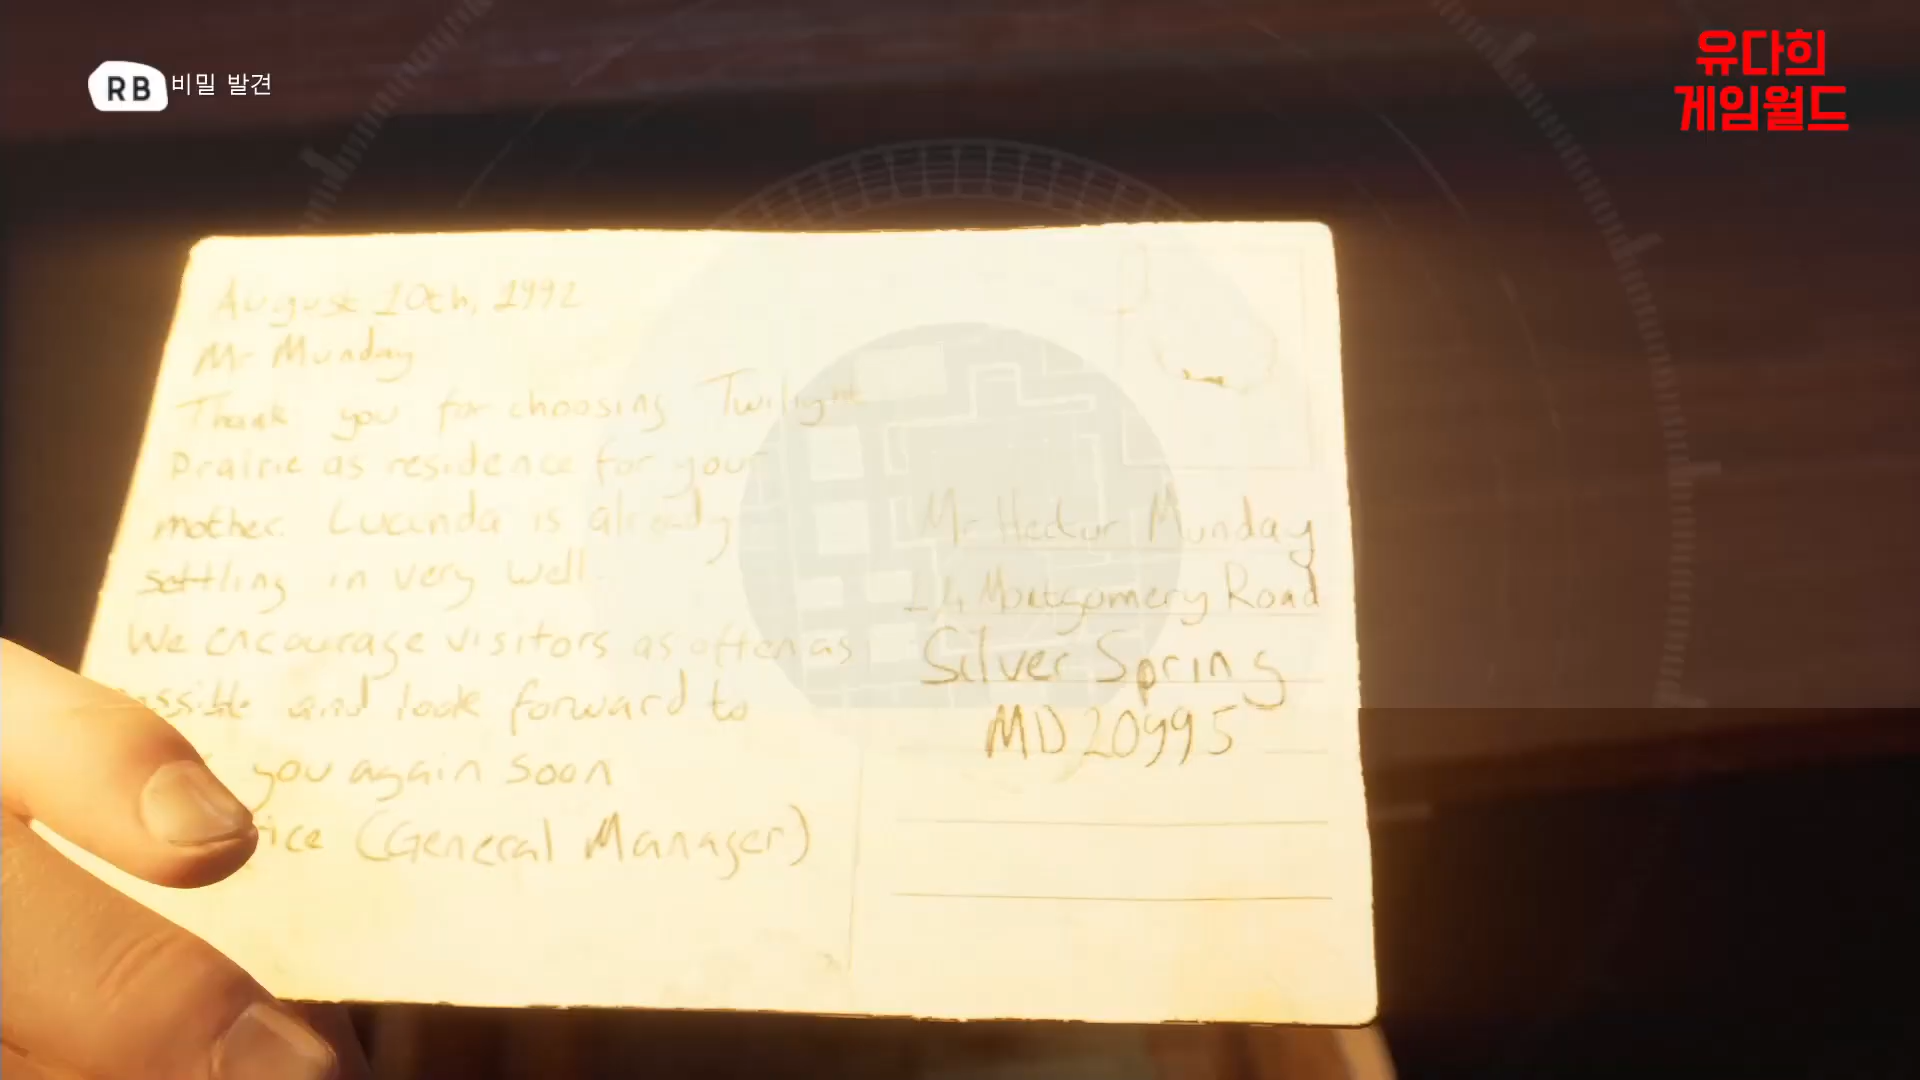 RB 비밀 발견
유다희
게임월드
August 10th, 1992
Mr Munday
Thank you for choosing Twilight
Prairie as residence for your
mother. Lucinda is already
settling in very well
We encourage visitors as often as
and look forward to
you again soon
(General Manager)
Mr Hector Munday
Montgomery Road
Silver Spring
MD 20995